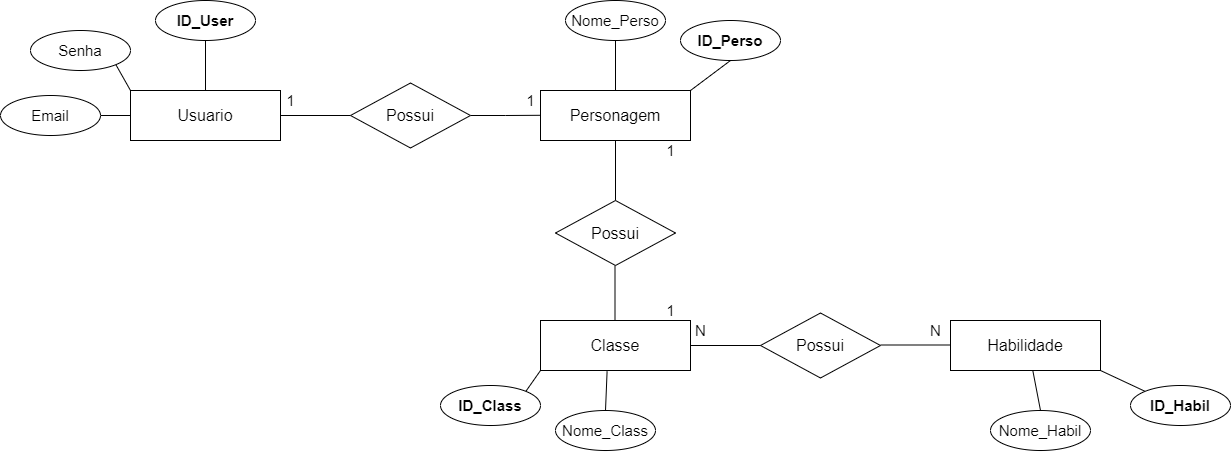 ID_User
Nome_Perso
ID_Perso
Senha
Email
Usuario
1
Possui
1
Personagem
1
Possui
1
Classe
N
Possui
N
Habilidade
ID_Class
Nome_Class
Nome_Habil
ID_Habil